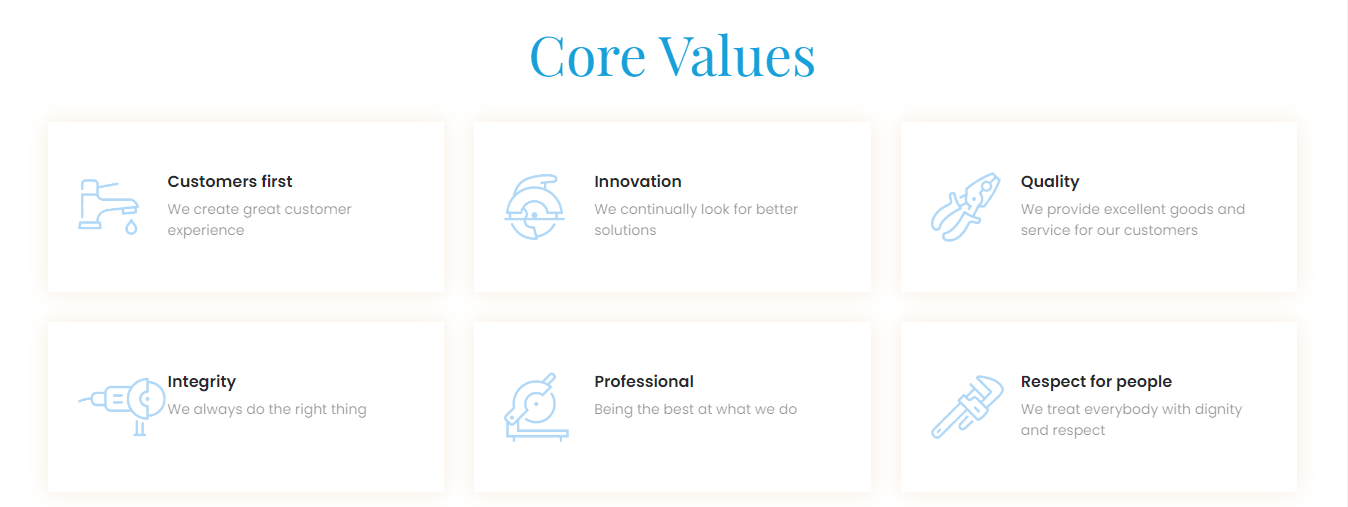 Core Values
Customers first
We create great customer
experience
Innovation
We continually look for better
solutions
Quality
We provide excellent goods and
service for our customers
Integrity
We always do the right thing
Professional
Being the best at what we do
Respect for people
We treat everybody with dignity
and respect